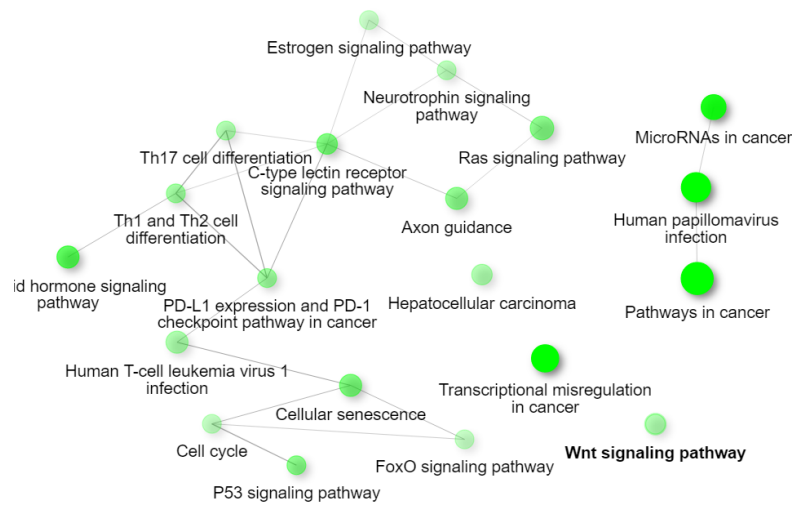 Estrogen signaling pathway
Neurotrophin signaling
pathway
MicroRNAs in cancer
Th17 cell differentiation
Ras signaling pathway
C-type lectin receptor
signaling pathway
Th1 and Th2 cell
differentiation
Axon guidance
Human papillomavirus
infection
id hormone signaling
pathway
PD-L1 expression and PD-1
checkpoint pathway in cancer
Hepatocellular carcinoma
Pathways in cancer
Human T-cell leukemia virus 1
infection
Transcriptional misregulation
in cancer
Cellular senescence
Cell cycle
FoxO signaling pathway
Wnt signaling pathway
P53 signaling pathway